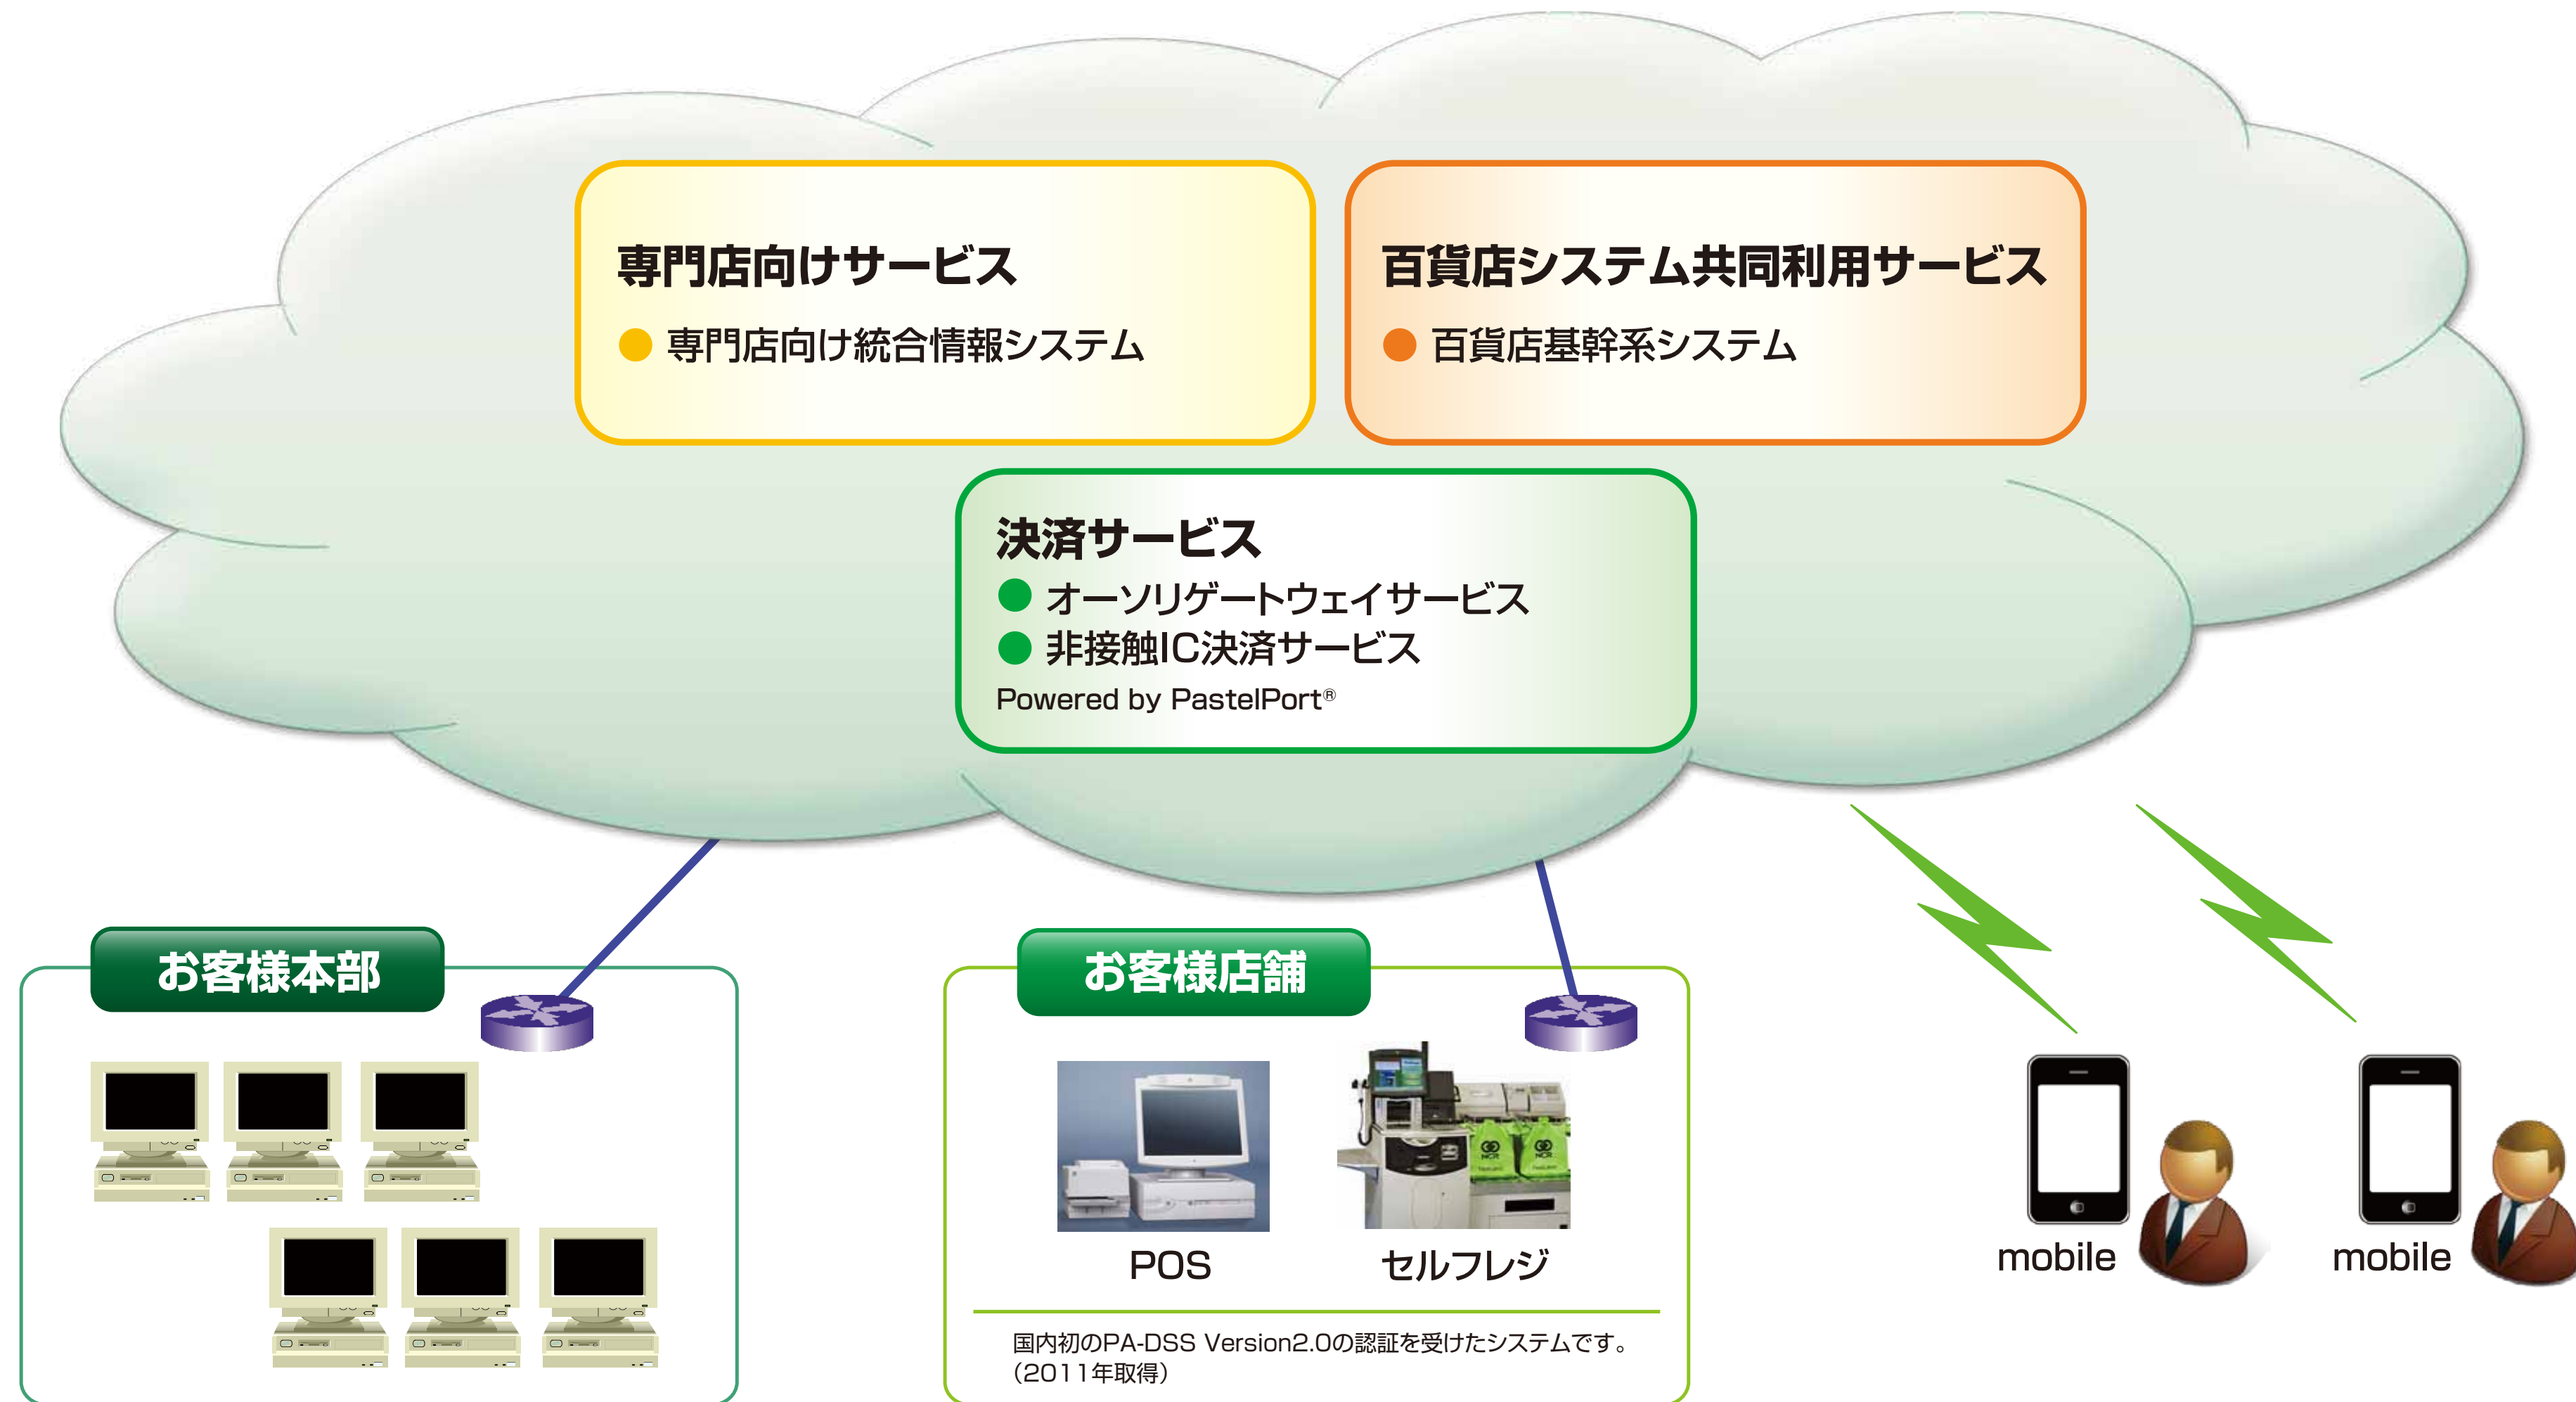 専門店向けサービス
● 専門店向け統合情報システム
百貨店システム共同利用サービス
● 百貨店基幹系システム
決済サービス
● オーソリゲートウェイサービス
● 非接触IC決済サービス
Powered by PastelPort®
お客様本部
お客様店舗
NCR
NCR
POS
セルフレジ
mobile
mobile
国内初のPA-DSS Version2.0の認証を受けたシステムです。
（2011年取得）